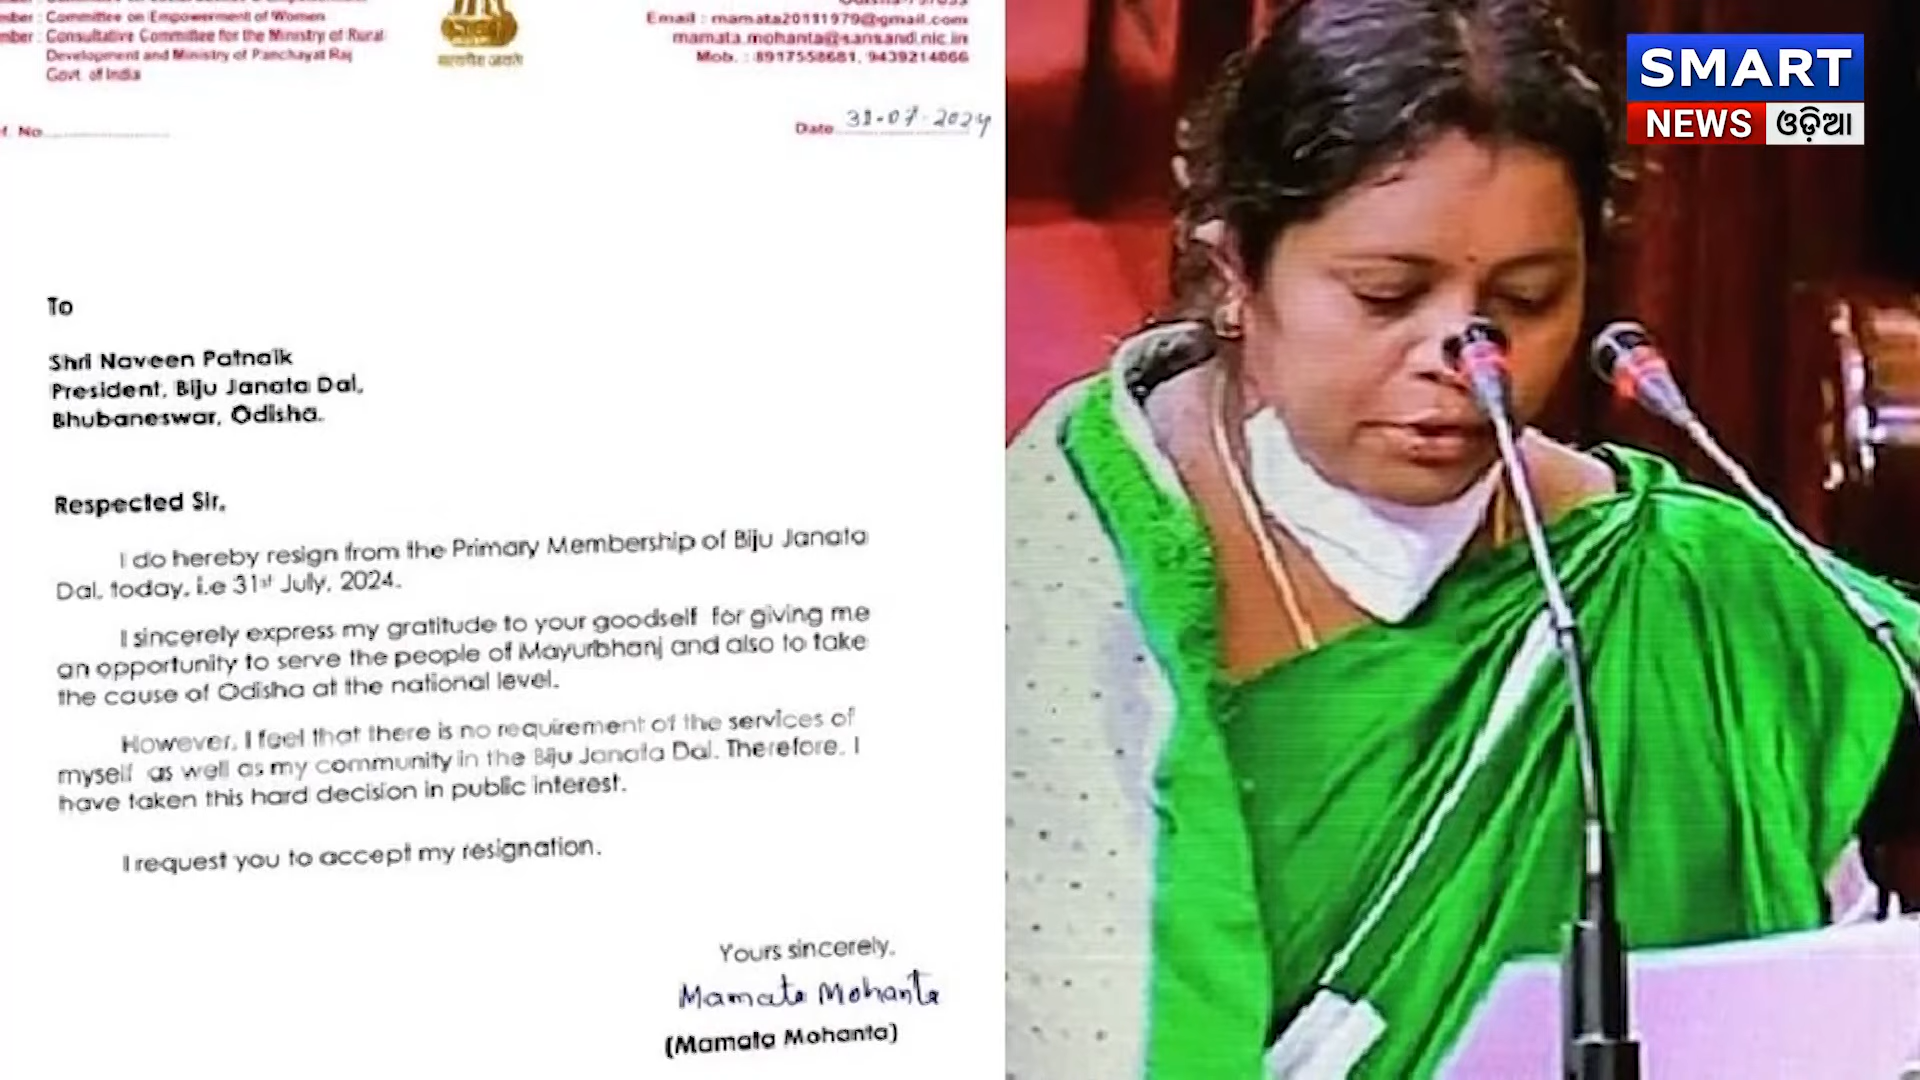 Committee on Empowerment of Women
Consultative Committee for the Ministry of Rural
Development and Ministry of Panchayat Raj
Govt. of India
सत्यमेव जयते
Email : mamata20111979@gmail.com
mamata.mohanta@sansand.nic.in
Mob. : 8917558681, 9439214066
No.
Date 31-07-2024
To
Shri Naveen Patnaik
President, Biju Janata Dal,
Bhubaneswar, Odisha.
Respected Sir,
I do hereby resign from the Primary Membership of Biju Janata
Dal, today, i.e 31st July, 2024.
I sincerely express my gratitude to your goodself for giving me
an opportunity to serve the people of Mayurbhanj and also to take
the cause of Odisha at the national level.
However, I feel that there is no requirement of the services of
myself as well as my community in the Biju Janata Dal. Therefore, I
have taken this hard decision in public interest.
I request you to accept my resignation.
Yours sincerely,
Mamata Mohanta
(Mamata Mohanta)
SMART
NEWS ଓଡ଼ିଆ